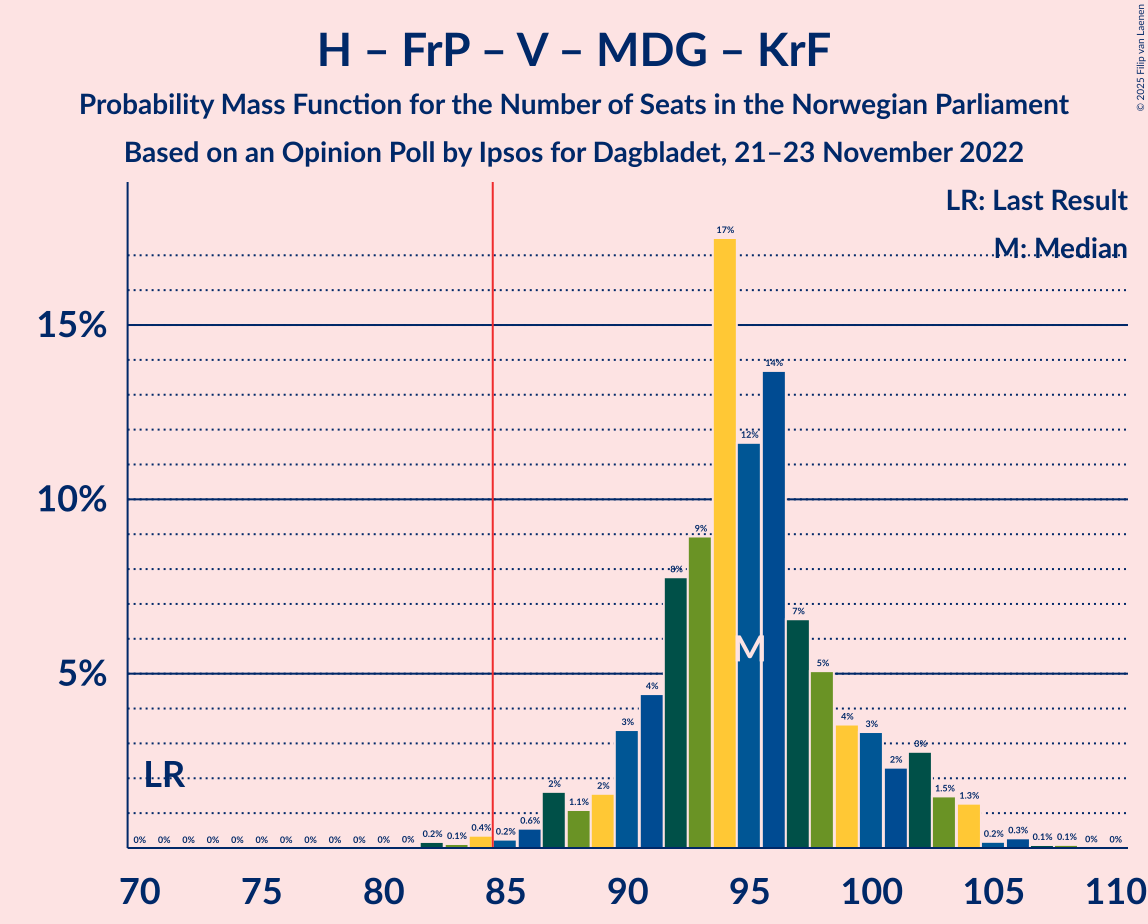 H – FrP – V – MDG – KrF
Probability Mass Function for the Number of Seats in the Norwegian Parliament
Based on an Opinion Poll by Ipsos for Dagbladet, 21–23 November 2022
© 2025 Filip van Laenen
LR: Last Result
M: Median
15%
10%
5%
LR
M
0% 0% 0% 0% 0% 0% 0% 0% 0% 0% 0% 0% 0.2% 0.1% 0.4% 0.2% 0.6% 2% 1.1% 2% 3% 4% 8% 9% 17% 12% 14% 7% 5% 4% 3% 2% 3% 1.5% 1.3% 0.2% 0.3% 0.1% 0.1% 0% 0%
70 75 80 85 90 95 100 105 110